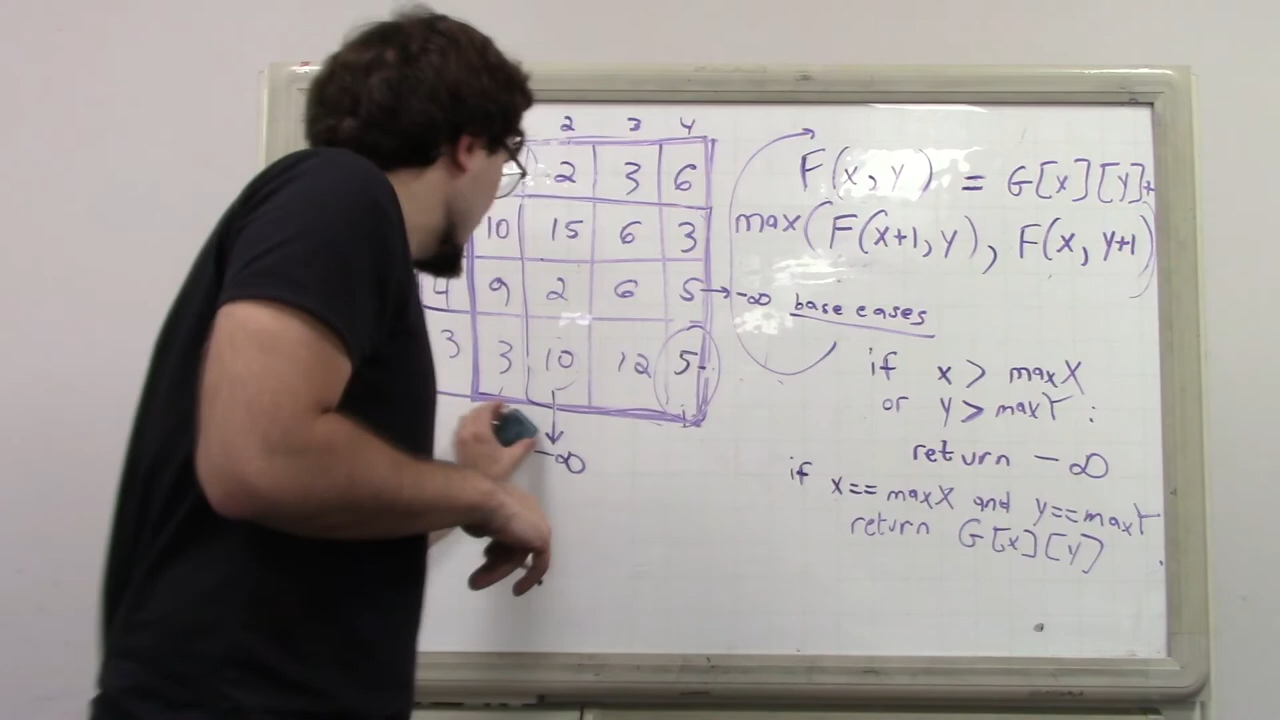 2 3 4
2 3 6
10 15 6 3
4 9 2 6 5 → -∞
3 3 10 12 5
-∞
F(x, y) = G[x][y] +
max(F(x+1, y), F(x, y+1))
base cases
if x > maxX
or y > maxY :
return -∞
if x == maxX and y == maxY
return G[x][y]